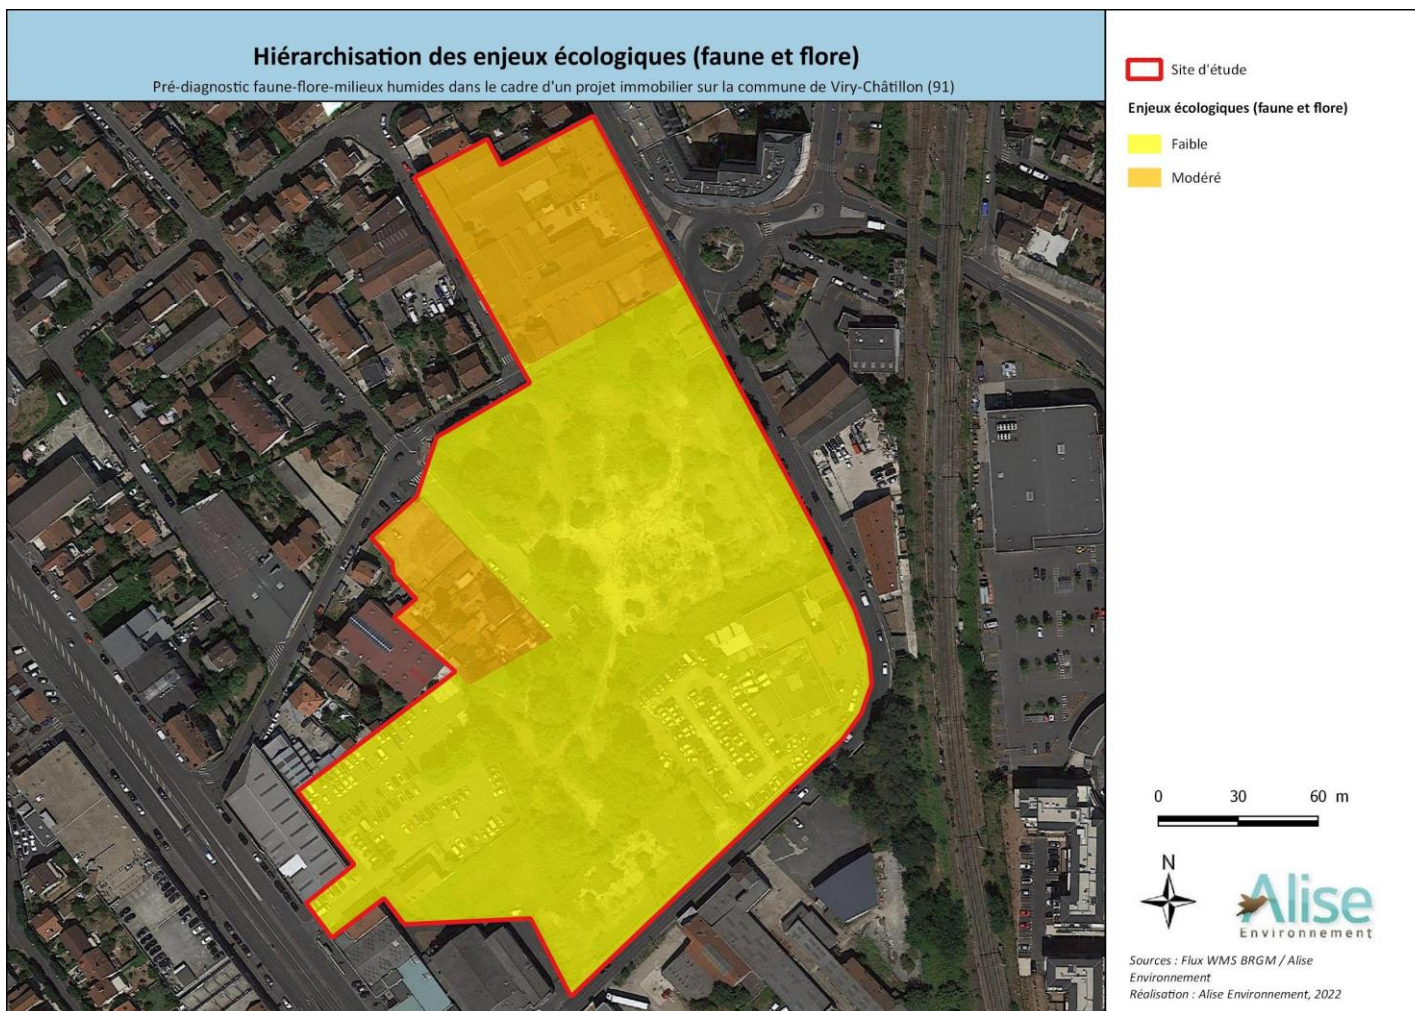 Hiérarchisation des enjeux écologiques (faune et flore)
Pré-diagnostic faune-flore-milieux humides dans le cadre d'un projet immobilier sur la commune de Viry-Châtillon (91)
Site d'étude
Enjeux écologiques (faune et flore)
Faible
Modéré
0 30 60 m
N
Alise
Environnement
Sources : Flux WMS BRGM / Alise
Environnement
Réalisation : Alise Environnement, 2022